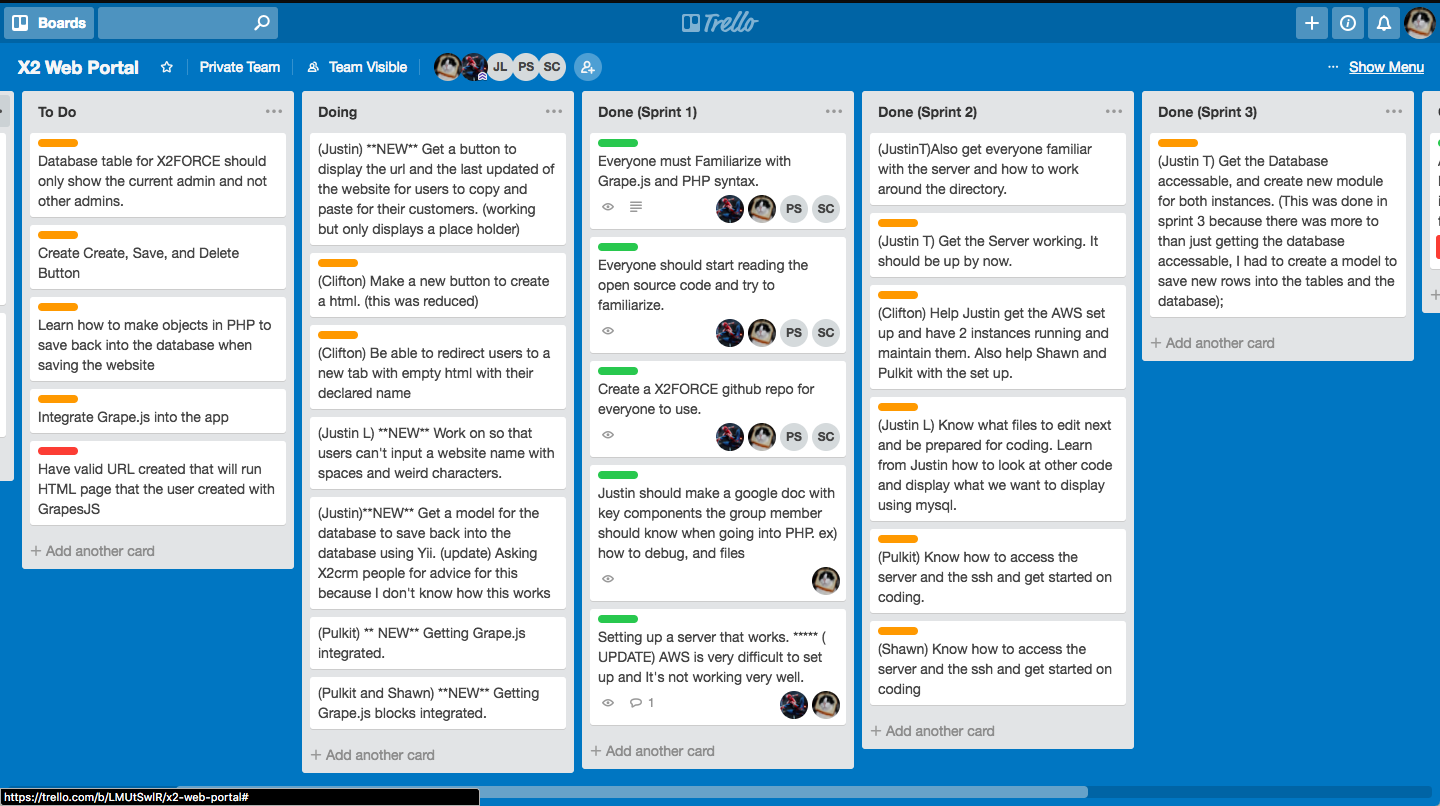 Boards
Trello
X2 Web Portal
Private Team
Team Visible
JL
PS
SC
Show Menu
To Do
Database table for X2FORCE should
only show the current admin and not
other admins.
Create Create, Save, and Delete
Button
Learn how to make objects in PHP to
save back into the database when
saving the website
Integrate Grape.js into the app
Have valid URL created that will run
HTML page that the user created with
GrapesJS
+ Add another card
Doing
(Justin) **NEW** Get a button to
display the url and the last updated of
the website for users to copy and
paste for their customers. (working
but only displays a place holder)
(Clifton) Make a new button to create
a html. (this was reduced)
(Clifton) Be able to redirect users to a
new tab with empty html with their
declared name
(Justin L) **NEW** Work on so that
users can't input a website name with
spaces and weird characters.
(Justin)**NEW** Get a model for the
database to save back into the
database using Yii. (update) Asking
X2crm people for advice for this
because I don't know how this works
(Pulkit) ** NEW** Getting Grape.js
integrated.
(Pulkit and Shawn) **NEW** Getting
Grape.js blocks integrated.
+ Add another card
Done (Sprint 1)
Everyone must Familiarize with
Grape.js and PHP syntax.
PS SC
Everyone should start reading the
open source code and try to
familiarize.
PS SC
Create a X2FORCE github repo for
everyone to use.
PS SC
Justin should make a google doc with
key components the group member
should know when going into PHP. ex)
how to debug, and files
Setting up a server that works. ***** (
UPDATE) AWS is very difficult to set
up and It's not working very well.
1
+ Add another card
Done (Sprint 2)
(JustinT)Also get everyone familiar
with the server and how to work
around the directory.
(Justin T) Get the Server working. It
should be up by now.
(Clifton) Help Justin get the AWS set
up and have 2 instances running and
maintain them. Also help Shawn and
Pulkit with the set up.
(Justin L) Know what files to edit next
and be prepared for coding. Learn
from Justin how to look at other code
and display what we want to display
using mysql.
(Pulkit) Know how to access the
server and the ssh and get started on
coding.
(Shawn) Know how to access the
server and the ssh and get started on
coding
+ Add another card
Done (Sprint 3)
(Justin T) Get the Database
accessable, and create new module
for both instances. (This was done in
sprint 3 because there was more to
than just getting the database
accessable, I had to create a model to
save new rows into the tables and the
database);
+ Add another card
https://trello.com/b/LMUtSwlR/x2-web-portal#